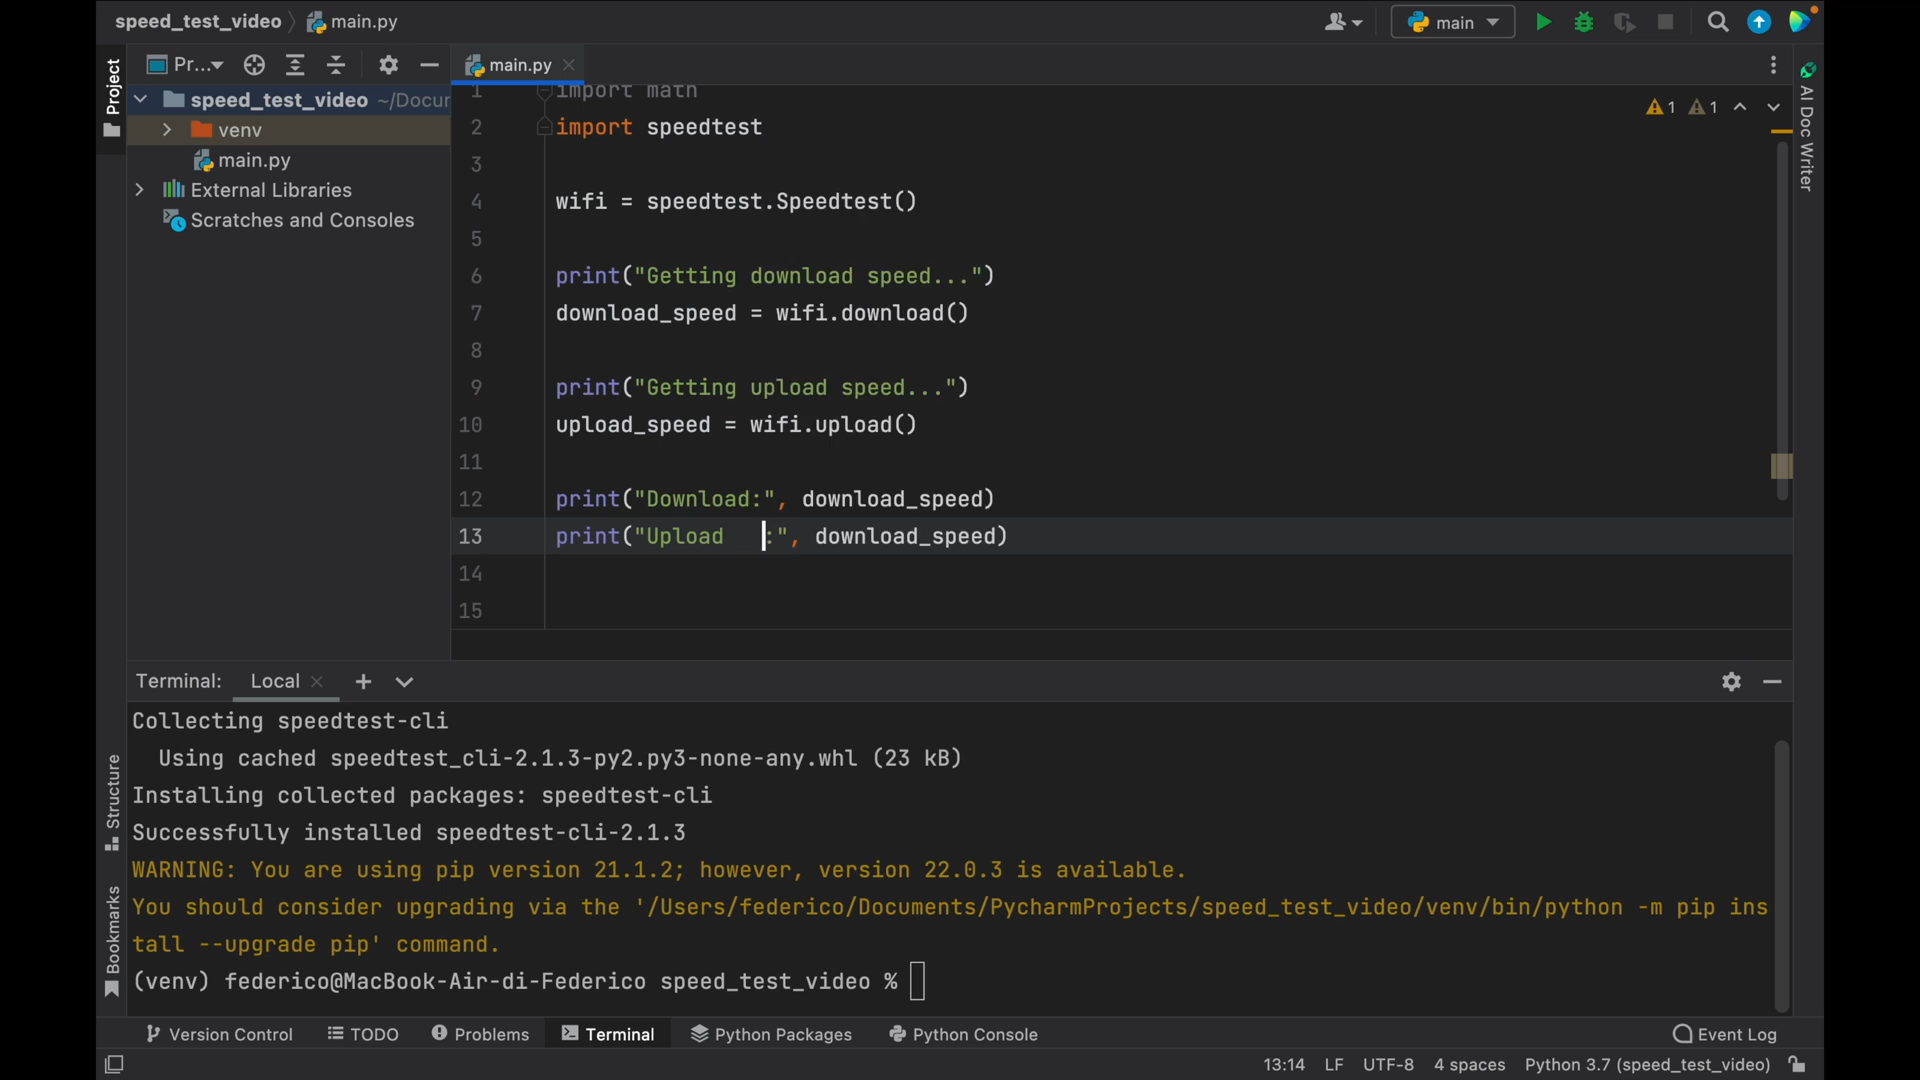 speed_test_video
main.py
main
Project
Pr...
main.py
speed_test_video ~/Docur
venv
main.py
External Libraries
Scratches and Consoles
1 import math
2 import speedtest
3
4 wifi = speedtest.Speedtest()
5
6 print("Getting download speed...")
7 download_speed = wifi.download()
8
9 print("Getting upload speed...")
10 upload_speed = wifi.upload()
11
12 print("Download:", download_speed)
13 print("Upload   :", download_speed)
14
15
1 1
AI Doc Writer
Terminal: Local
Collecting speedtest-cli
  Using cached speedtest_cli-2.1.3-py2.py3-none-any.whl (23 kB)
Installing collected packages: speedtest-cli
Successfully installed speedtest-cli-2.1.3
WARNING: You are using pip version 21.1.2; however, version 22.0.3 is available.
You should consider upgrading via the '/Users/federico/Documents/PycharmProjects/speed_test_video/venv/bin/python -m pip ins
tall --upgrade pip' command.
(venv) federico@MacBook-Air-di-Federico speed_test_video %
Structure
Bookmarks
Version Control TODO Problems Terminal Python Packages Python Console Event Log
13:14 LF UTF-8 4 spaces Python 3.7 (speed_test_video)